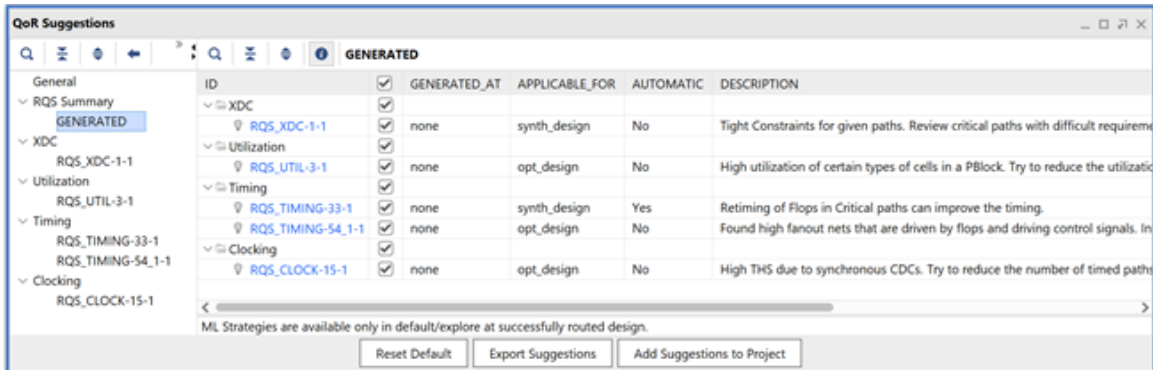 QoR Suggestions
GENERATED
General
RQS Summary
GENERATED
XDC
RQS_XDC-1-1
Utilization
RQS_UTIL-3-1
Timing
RQS_TIMING-33-1
RQS_TIMING-54_1-1
Clocking
RQS_CLOCK-15-1
ID GENERATED_AT APPLICABLE_FOR AUTOMATIC DESCRIPTION
XDC
RQS_XDC-1-1 none synth_design No Tight Constraints for given paths. Review critical paths with difficult requireme
Utilization
RQS_UTIL-3-1 none opt_design No High utilization of certain types of cells in a PBlock. Try to reduce the utilizatio
Timing
RQS_TIMING-33-1 none synth_design Yes Retiming of Flops in Critical paths can improve the timing.
RQS_TIMING-54_1-1 none opt_design No Found high fanout nets that are driven by flops and driving control signals. In
Clocking
RQS_CLOCK-15-1 none opt_design No High THS due to synchronous CDCs. Try to reduce the number of timed paths
ML Strategies are available only in default/explore at successfully routed design.
Reset Default Export Suggestions Add Suggestions to Project